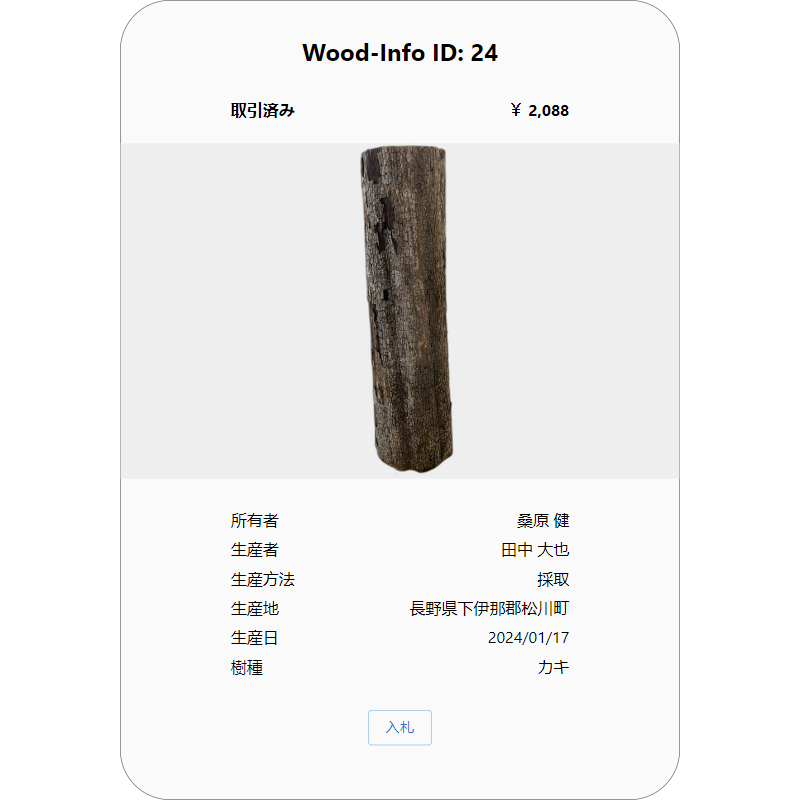 Wood-Info ID: 24
取引済み ￥ 2,088
所有者 桑原 健
生産者 田中 大也
生産方法 採取
生産地 長野県下伊那郡松川町
生産日 2024/01/17
樹種 カキ
入札